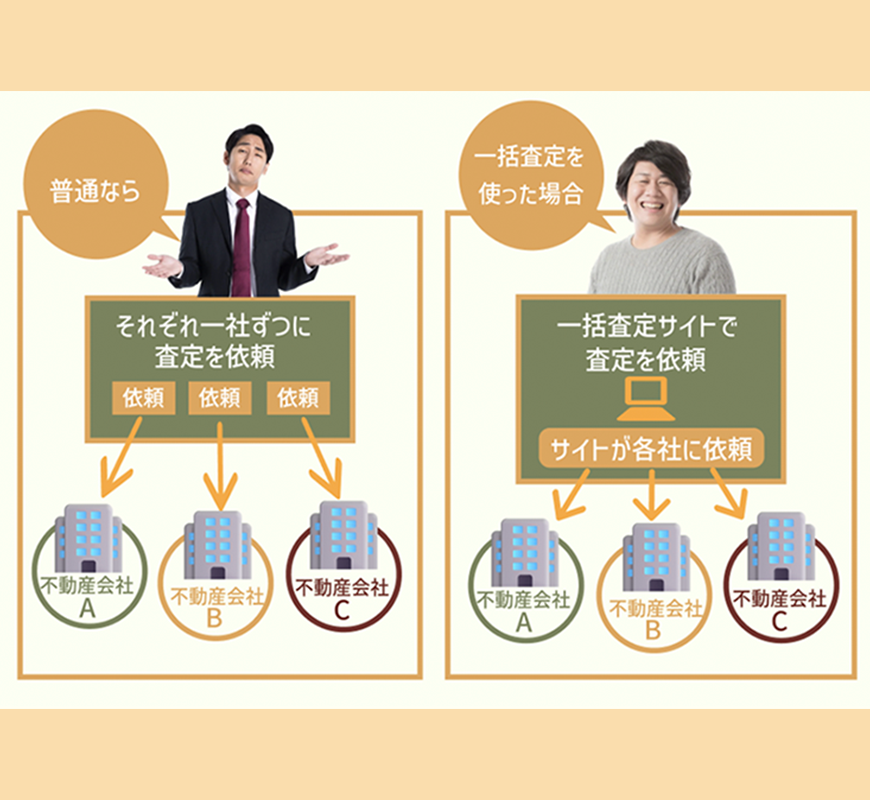 普通なら
それぞれ一社ずつに
査定を依頼
依頼 依頼 依頼
不動産会社
A
不動産会社
B
不動産会社
C
一括査定を
使った場合
一括査定サイトで
査定を依頼
サイトが各社に依頼
不動産会社
A
不動産会社
B
不動産会社
C